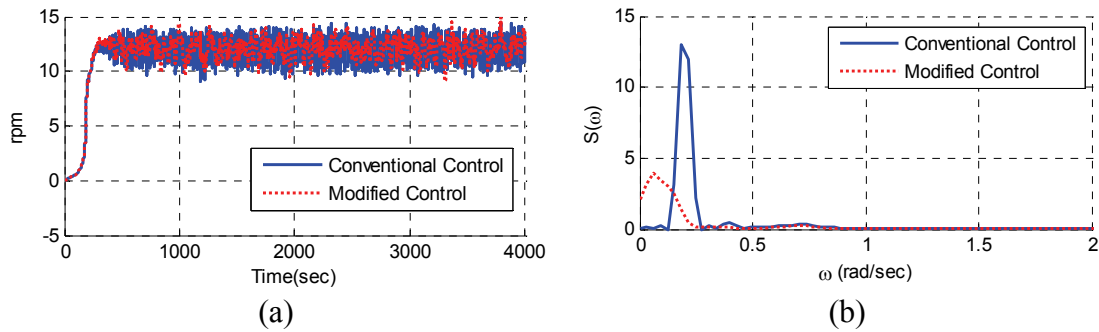 15
10
5
0
-5
rpm
Conventional Control
Modified Control
0
1000
2000
3000
4000
Time(sec)
(a)
15
10
5
0
S(ω)
Conventional Control
Modified Control
0
0.5
1
1.5
2
ω (rad/sec)
(b)